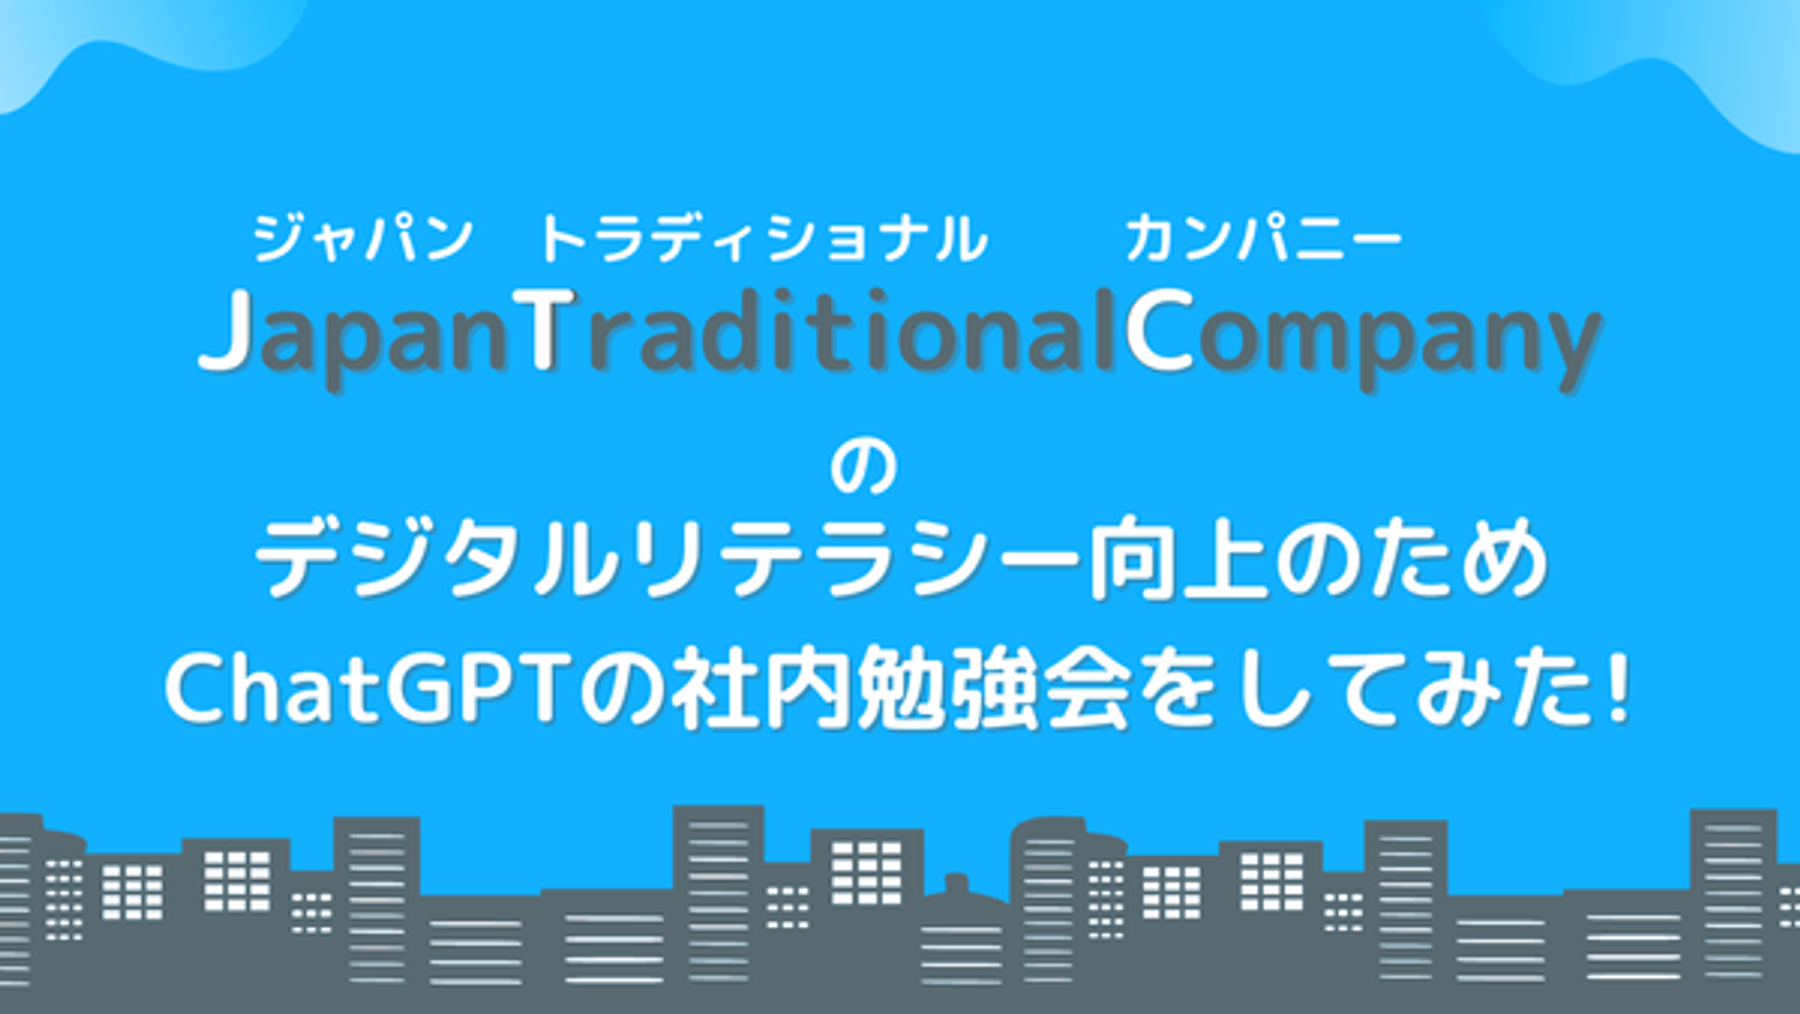 ジャパン トラディショナル カンパニー
JapanTraditionalCompany
の
デジタルリテラシー向上のため
ChatGPTの社内勉強会をしてみた!